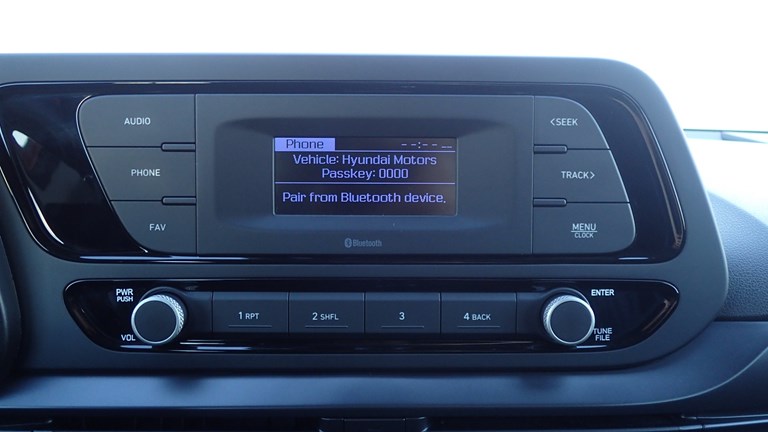 AUDIO
PHONE
FAV
Phone --:--
Vehicle: Hyundai Motors
Passkey: 0000
Pair from Bluetooth device.
Bluetooth
<SEEK
TRACK>
MENU
CLOCK
PWR
PUSH
VOL
1 RPT
2 SHFL
3
4 BACK
ENTER
TUNE
FILE